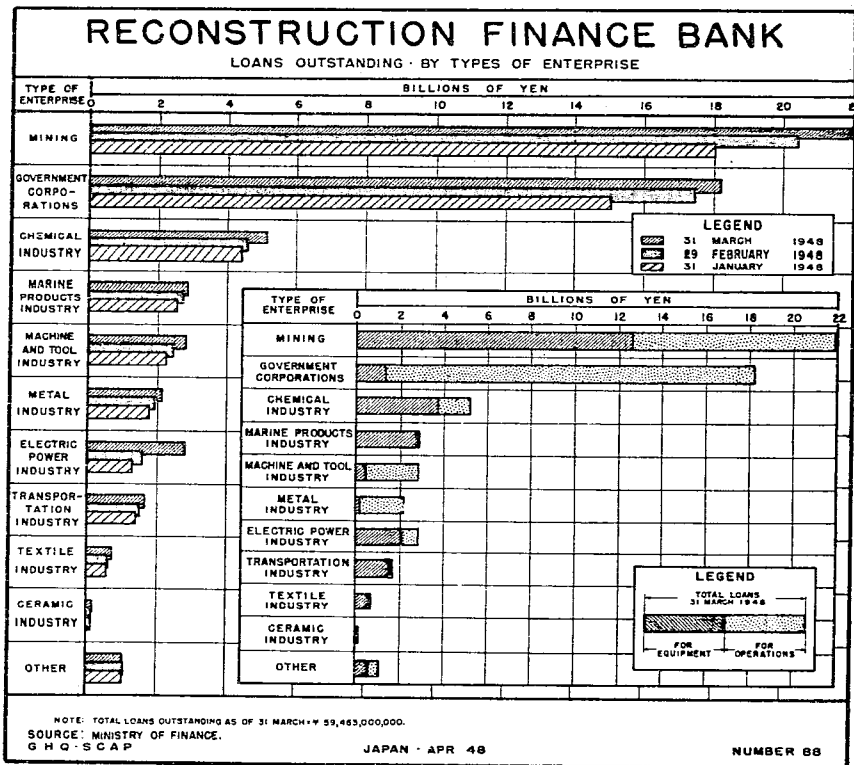 RECONSTRUCTION FINANCE BANK
LOANS OUTSTANDING · BY TYPES OF ENTERPRISE
TYPE OF ENTERPRISE
BILLIONS OF YEN
0 2 4 6 8 10 12 14 16 18 20
MINING
GOVERNMENT
CORPO-
RATIONS
CHEMICAL
INDUSTRY
MARINE
PRODUCTS
INDUSTRY
MACHINE
AND TOOL
INDUSTRY
METAL
INDUSTRY
ELECTRIC
POWER
INDUSTRY
TRANSPOR-
TATION
INDUSTRY
TEXTILE
INDUSTRY
CERAMIC
INDUSTRY
OTHER
LEGEND
31 MARCH 1948
29 FEBRUARY 1948
31 JANUARY 1948
TYPE OF
ENTERPRISE
BILLIONS OF YEN
0 2 4 6 8 10 12 14 16 18 20 22
MINING
GOVERNMENT
CORPORATIONS
CHEMICAL
INDUSTRY
MARINE PRODUCTS
INDUSTRY
MACHINE AND TOOL
INDUSTRY
METAL
INDUSTRY
ELECTRIC POWER
INDUSTRY
TRANSPORTATION
INDUSTRY
TEXTILE
INDUSTRY
CERAMIC
INDUSTRY
OTHER
LEGEND
TOTAL LOANS
31 MARCH 1948
FOR
EQUIPMENT
FOR
OPERATIONS
NOTE: TOTAL LOANS OUTSTANDING AS OF 31 MARCH = ¥ 59,463,000,000.
SOURCE: MINISTRY OF FINANCE.
GHQ-SCAP
JAPAN - APR 48
NUMBER 88